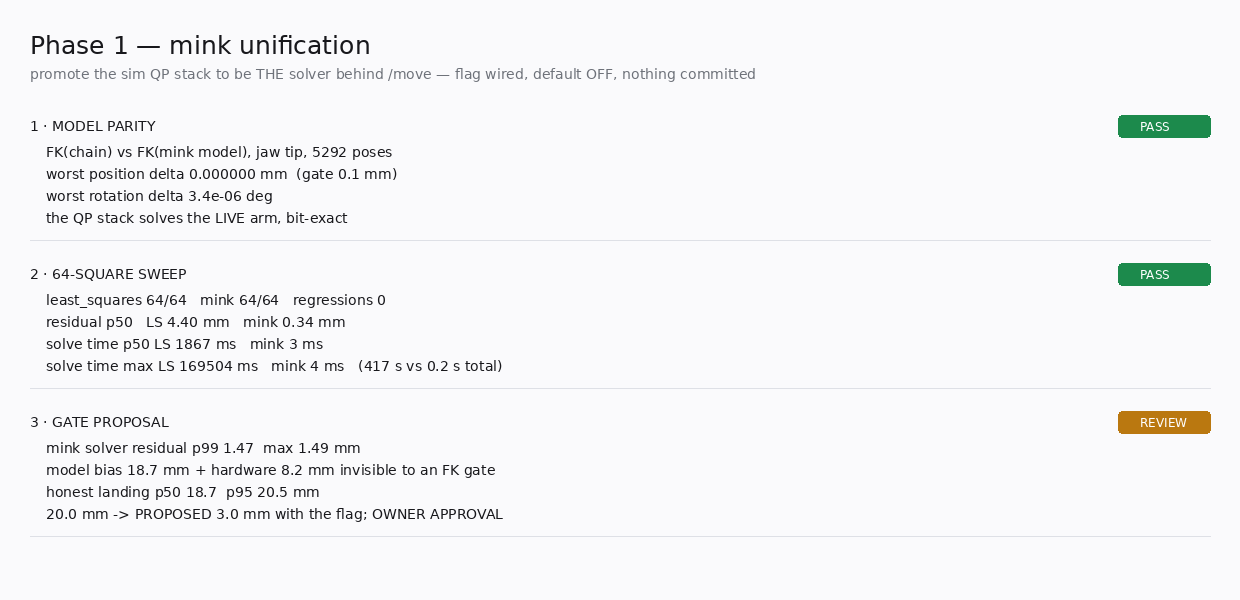 Phase 1 — mink unification
promote the sim QP stack to be THE solver behind /move — flag wired, default OFF, nothing committed
1 · MODEL PARITY
PASS
FK(chain) vs FK(mink model), jaw tip, 5292 poses
worst position delta 0.000000 mm  (gate 0.1 mm)
worst rotation delta 3.4e-06 deg
the QP stack solves the LIVE arm, bit-exact
2 · 64-SQUARE SWEEP
PASS
least_squares 64/64   mink 64/64   regressions 0
residual p50   LS 4.40 mm   mink 0.34 mm
solve time p50 LS 1867 ms   mink 3 ms
solve time max LS 169504 ms   mink 4 ms   (417 s vs 0.2 s total)
3 · GATE PROPOSAL
REVIEW
mink solver residual p99 1.47  max 1.49 mm
model bias 18.7 mm + hardware 8.2 mm invisible to an FK gate
honest landing p50 18.7  p95 20.5 mm
20.0 mm -> PROPOSED 3.0 mm with the flag; OWNER APPROVAL